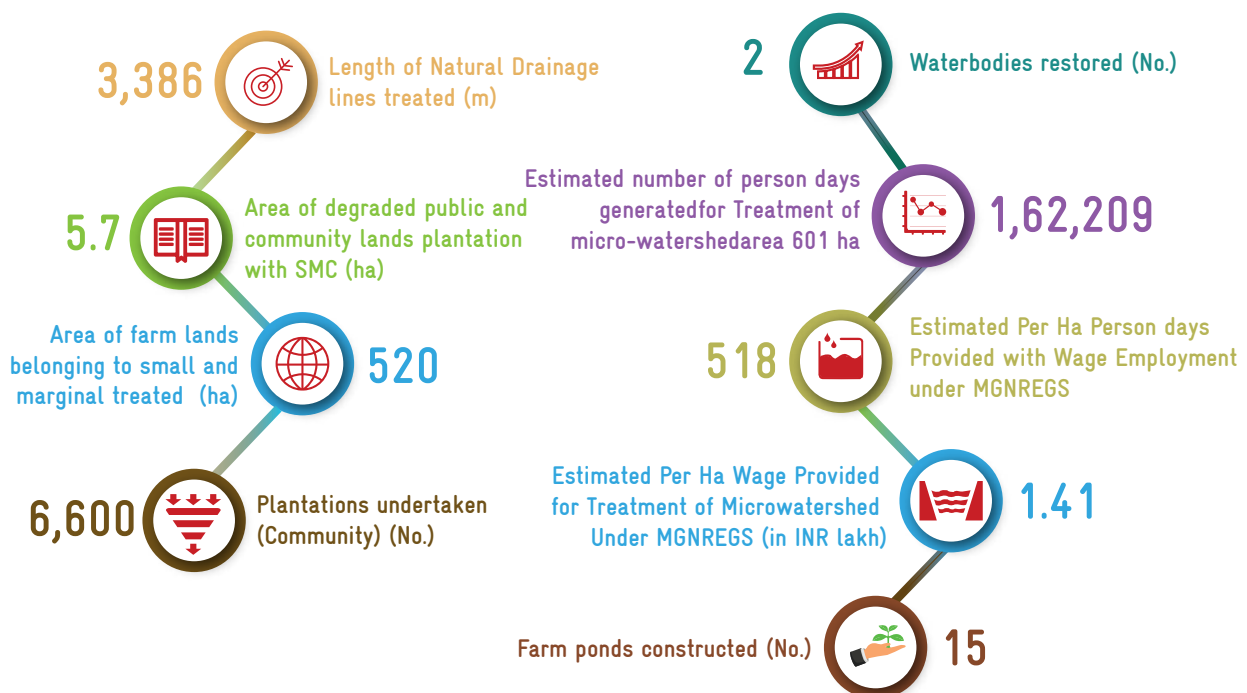 3,386
Length of Natural Drainage
lines treated (m)
5.7
Area of degraded public and
community lands plantation
with SMC (ha)
Area of farm lands
belonging to small and
marginal treated (ha)
520
6,600
Plantations undertaken
(Community) (No.)
2
Waterbodies restored (No.)
Estimated number of person days
generatedfor Treatment of
micro-watershedarea 601 ha
1,62,209
518
Estimated Per Ha Person days
Provided with Wage Employment
under MGNREGS
Estimated Per Ha Wage Provided
for Treatment of Microwatershed
Under MGNREGS (in INR lakh)
1.41
Farm ponds constructed (No.)
15